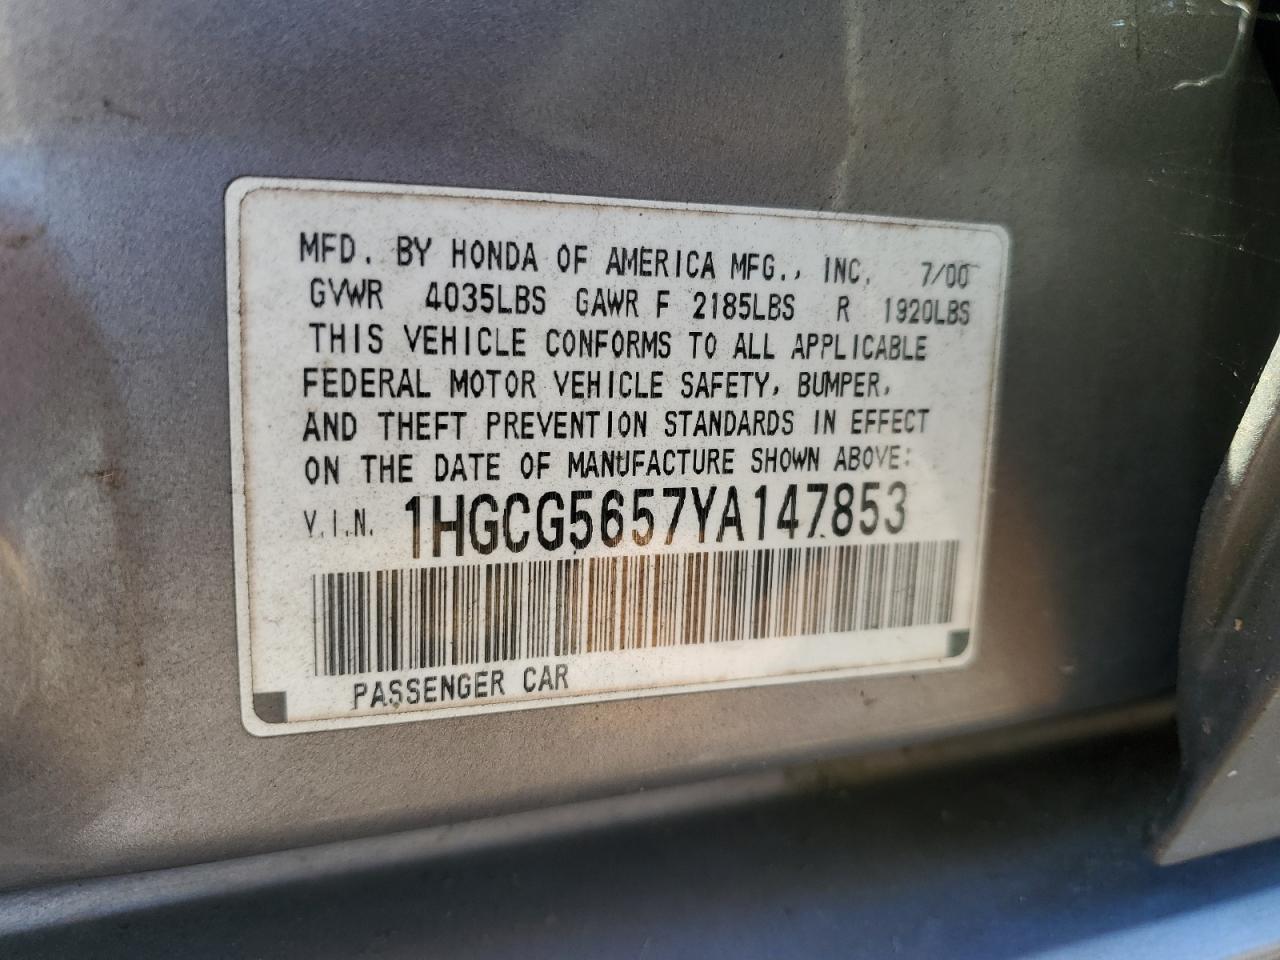 MFD. BY HONDA OF AMERICA MFG., INC. 7/00
GVWR 4035LBS GAWR F 2185LBS R 1920LBS
THIS VEHICLE CONFORMS TO ALL APPLICABLE
FEDERAL MOTOR VEHICLE SAFETY, BUMPER,
AND THEFT PREVENTION STANDARDS IN EFFECT
ON THE DATE OF MANUFACTURE SHOWN ABOVE:
V.I.N. 1HGCG5657YA147853
PASSENGER CAR